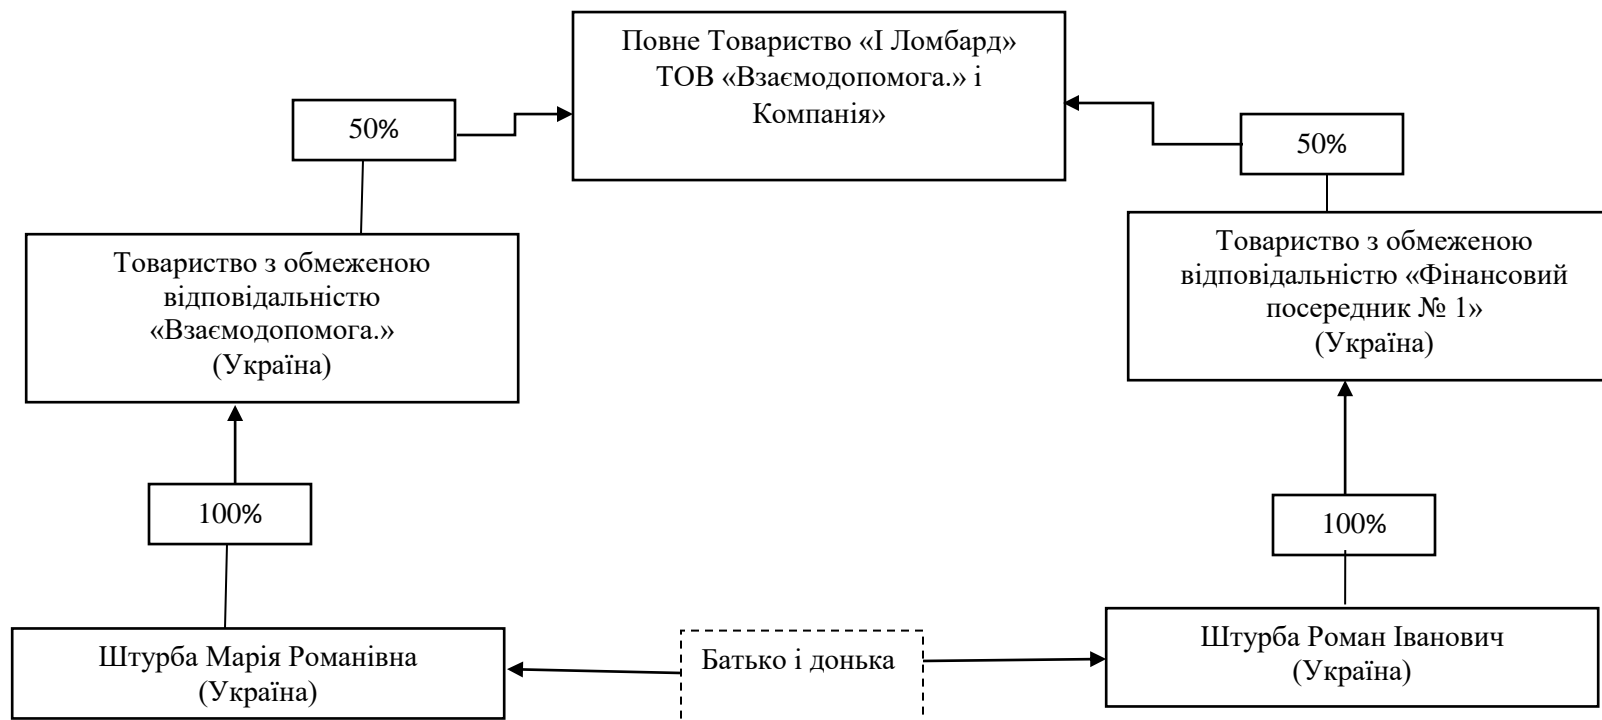 Повне Товариство «І Ломбард»
ТОВ «Взаємодопомога.» і
Компанія»
50%
50%
Товариство з обмеженою
відповідальністю
«Взаємодопомога.»
(Україна)
Товариство з обмеженою
відповідальністю «Фінансовий
посередник № 1»
(Україна)
100%
100%
Штурба Марія Романівна
(Україна)
Батько і донька
Штурба Роман Іванович
(Україна)